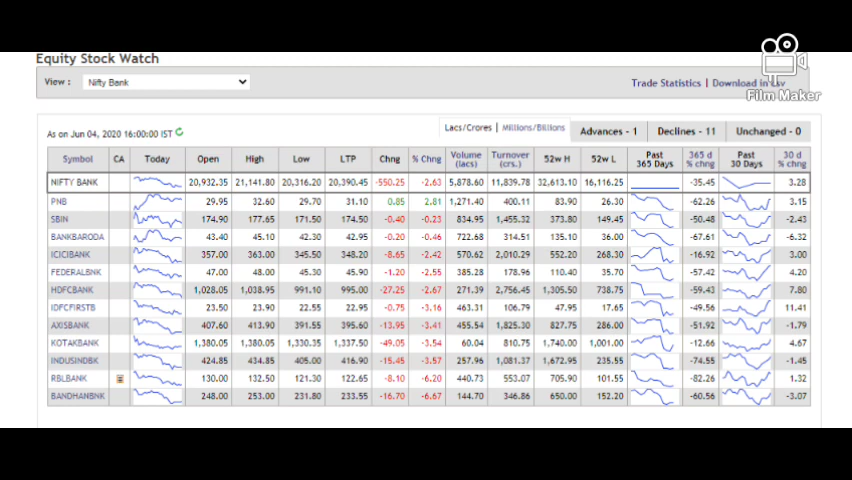 Equity Stock Watch
View : Nifty Bank
Trade Statistics | Download in csv
Film Maker
As on Jun 04, 2020 16:00:00 IST
Lacs/Crores | Millions/Billions
Advances - 1 Declines - 11 Unchanged - 0
Symbol CA Today Open High Low LTP Chng % Chng Volume (lacs) Turnover (crs.) 52w H 52w L Past 365 Days 365 d % chng Past 30 Days 30 d % chng
NIFTY BANK 20,932.35 21,141.80 20,316.20 20,390.45 -550.25 -2.63 5,878.60 11,839.78 32,613.10 16,116.25 -35.45 3.28
PNB 29.95 32.60 29.70 31.10 0.85 2.81 1,271.40 400.11 83.90 26.30 -62.26 3.15
SBIN 174.90 177.65 171.50 174.50 -0.40 -0.23 834.95 1,455.32 373.80 149.45 -50.48 -2.43
BANKBARODA 43.40 45.10 42.30 42.95 -0.20 -0.46 722.68 314.51 135.10 36.00 -67.61 -6.32
ICICIBANK 357.00 363.00 345.50 348.20 -8.65 -2.42 570.62 2,010.29 552.20 268.30 -16.92 3.00
FEDERALBNK 47.00 48.00 45.30 45.90 -1.20 -2.55 385.28 178.96 110.40 35.70 -57.42 4.20
HDFCBANK 1,028.05 1,038.95 991.10 995.00 -27.25 -2.67 271.39 2,756.45 1,305.50 738.75 -59.43 7.80
IDFCFIRSTB 23.50 23.90 22.55 22.95 -0.75 -3.16 463.31 106.79 47.95 17.65 -49.56 11.41
AXISBANK 407.60 413.90 391.55 395.60 -13.95 -3.41 455.54 1,825.30 827.75 286.00 -51.92 -1.79
KOTAKBANK 1,380.05 1,380.05 1,330.35 1,337.50 -49.05 -3.54 60.04 810.75 1,740.00 1,001.00 -12.66 4.67
INDUSINDBK 424.85 434.85 405.00 416.90 -15.45 -3.57 257.96 1,081.37 1,672.95 235.55 -74.55 -1.45
RBLBANK 130.00 132.50 121.30 122.65 -8.10 -6.20 440.73 553.07 705.90 101.55 -82.26 1.32
BANDHANBNK 248.00 253.00 231.80 233.55 -16.70 -6.67 144.70 346.86 650.00 152.20 -60.56 -3.07